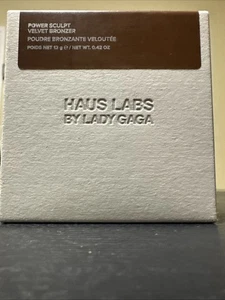 POWER SCULPT
VELVET BRONZER
POUDRE BRONZANTE VELOUTÉE
POIDS NET 12 g / NET WT. 0.42 OZ
HAUS LABS
BY LADY GAGA